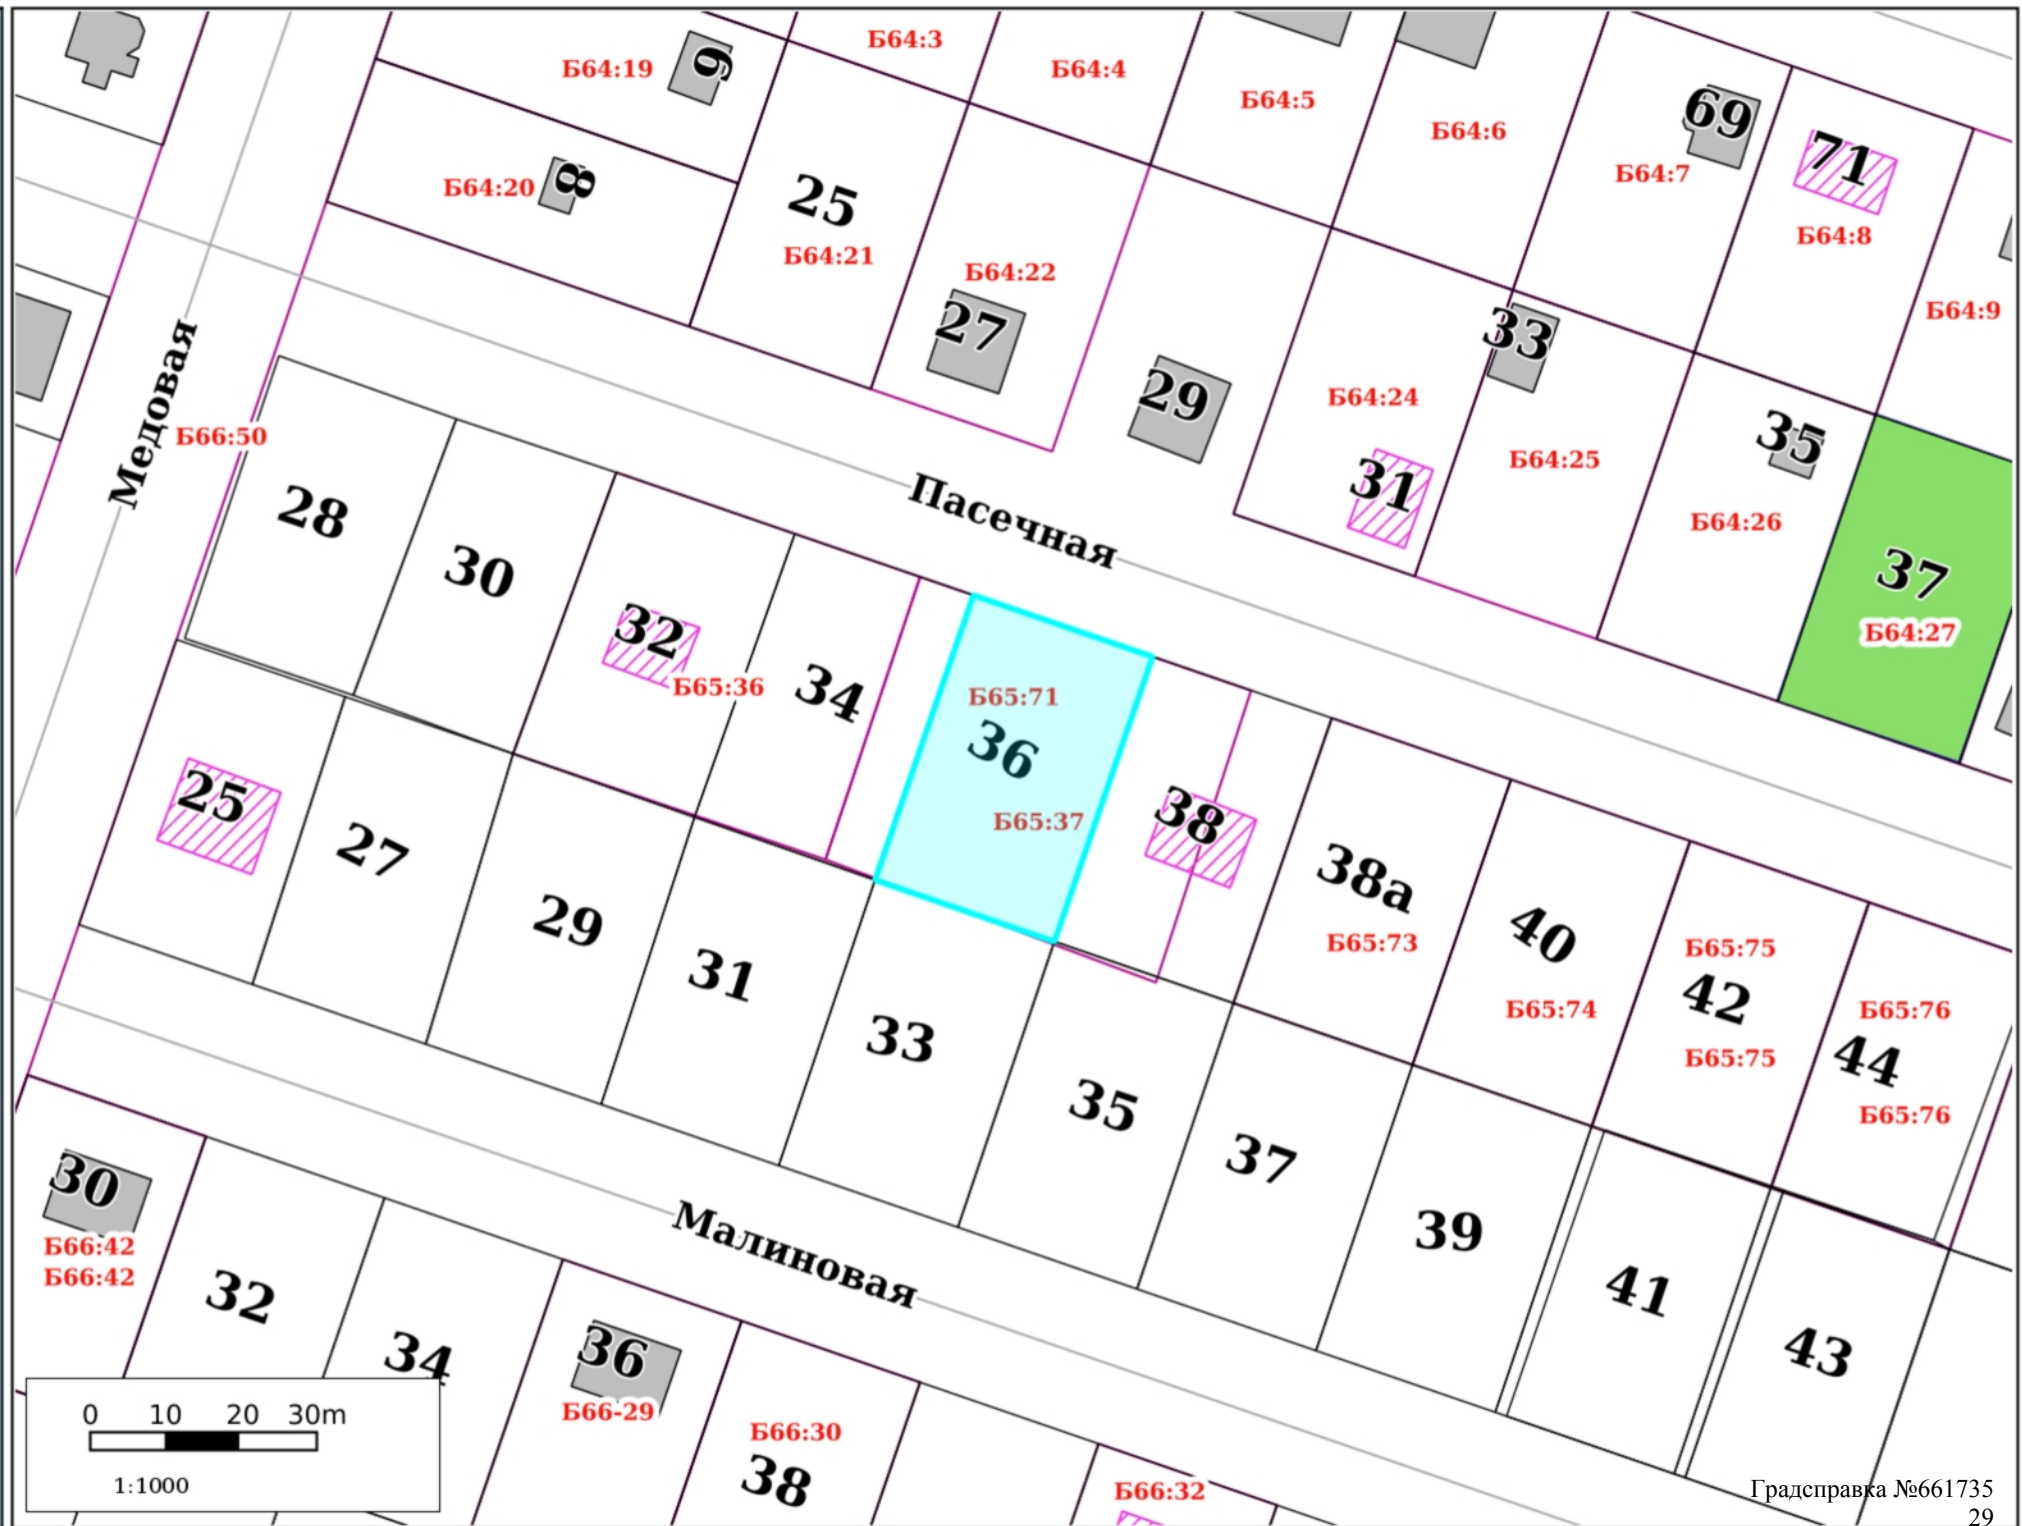 Б64:3
Б64:4
Б64:19
9
Б64:5
Б64:6
69
Б64:7
71
Б64:8
Б64:20
8
25
Б64:21
Б64:22
27
Б64:9
33
29
Б64:24
31
Б64:25
35
Б64:26
37
Б64:27
Медовая
Б66:50
28
30
Пасечная
32
Б65:36
34
Б65:71
36
Б65:37
38
38а
Б65:73
40
Б65:74
Б65:75
42
Б65:75
Б65:76
44
Б65:76
25
27
29
31
33
35
37
39
41
43
Малиновая
30
Б66:42
Б66:42
32
34
36
Б66-29
Б66:30
38
Б66:32
0 10 20 30m
1:1000
Градсправка №661735
29